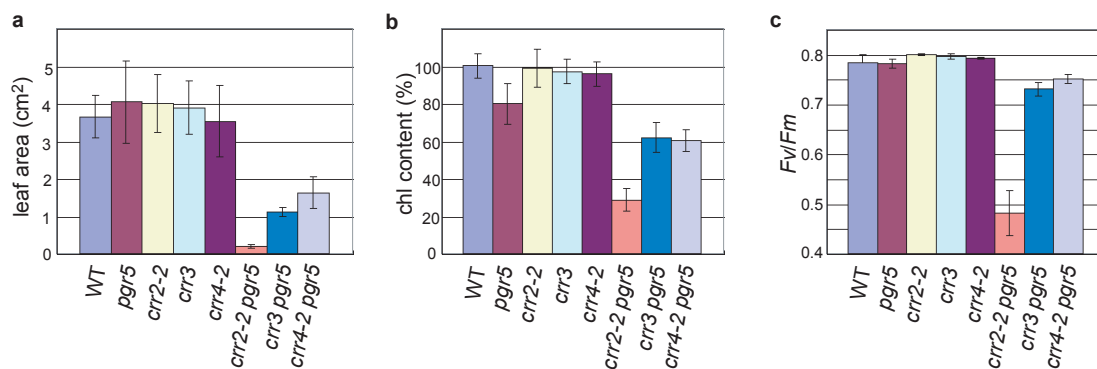 a
leaf area (cm²)
5
4
3
2
1
0
WT
pgr5
crr2-2
crr3
crr4-2
crr2-2 pgr5
crr3 pgr5
crr4-2 pgr5
b
chl content (%)
100
80
60
40
20
0
WT
pgr5
crr2-2
crr3
crr4-2
crr2-2 pgr5
crr3 pgr5
crr4-2 pgr5
c
Fv/Fm
0.8
0.7
0.6
0.5
0.4
WT
pgr5
crr2-2
crr3
crr4-2
crr2-2 pgr5
crr3 pgr5
crr4-2 pgr5